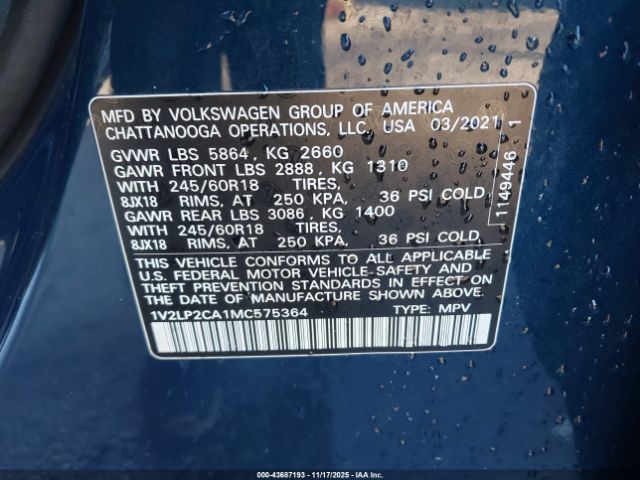 MFD BY VOLKSWAGEN GROUP OF AMERICA
CHATTANOOGA OPERATIONS, LLC, USA 03/2021
GVWR LBS 5864, KG 2660
GAWR FRONT LBS 2888, KG 1310
WITH 245/60R18 TIRES,
8JX18 RIMS, AT 250 KPA, 36 PSI COLD
GAWR REAR LBS 3086, KG 1400
WITH 245/60R18 TIRES,
8JX18 RIMS, AT 250 KPA, 36 PSI COLD
THIS VEHICLE CONFORMS TO ALL APPLICABLE
U.S. FEDERAL MOTOR VEHICLE SAFETY AND
THEFT PREVENTION STANDARDS IN EFFECT ON
THE DATE OF MANUFACTURE SHOWN ABOVE.
1V2LP2CA1MC575364 TYPE: MPV
1149446 1
000-43687193 - 11/17/2025 - IAAI.com